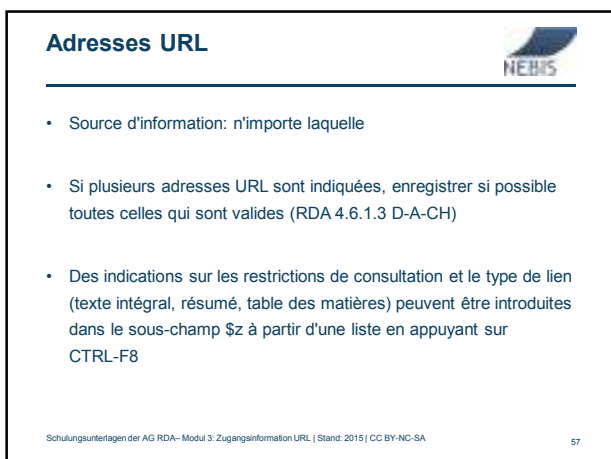 Adresses URL
NEBIS
• Source d'information: n'importe laquelle
• Si plusieurs adresses URL sont indiquées, enregistrer si possible
toutes celles qui sont valides (RDA 4.6.1.3 D-A-CH)
• Des indications sur les restrictions de consultation et le type de lien
(texte intégral, résumé, table des matières) peuvent être introduites
dans le sous-champ $z à partir d'une liste en appuyant sur
CTRL-F8
Schulungsunterlagen der AG RDA– Modul 3: Zugangsinformation URL | Stand: 2015 | CC BY-NC-SA
57